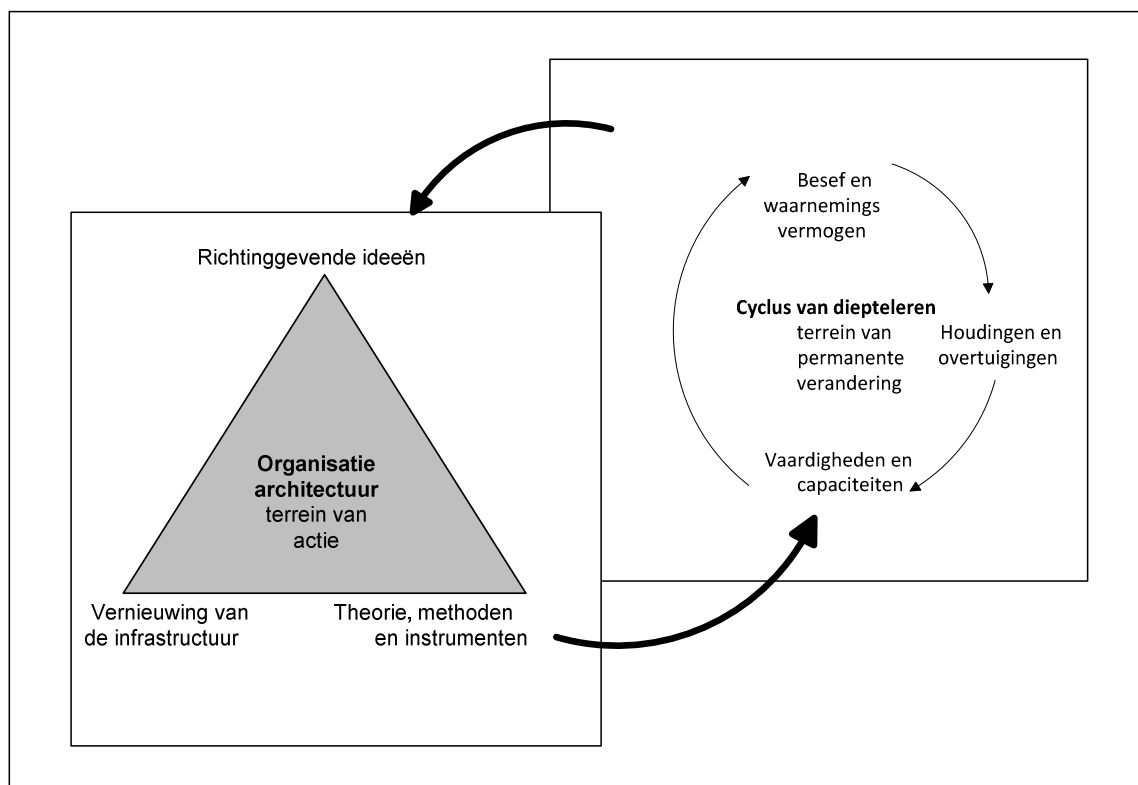 Richtinggevende ideeën
Organisatie
architectuur
terrein van
actie
Vernieuwing van
de infrastructuur
Theorie, methoden
en instrumenten
Besef en
waarnemings
vermogen
Cyclus van diepteleren
terrein van
permanente
verandering
Houdingen en
overtuigingen
Vaardigheden en
capaciteiten